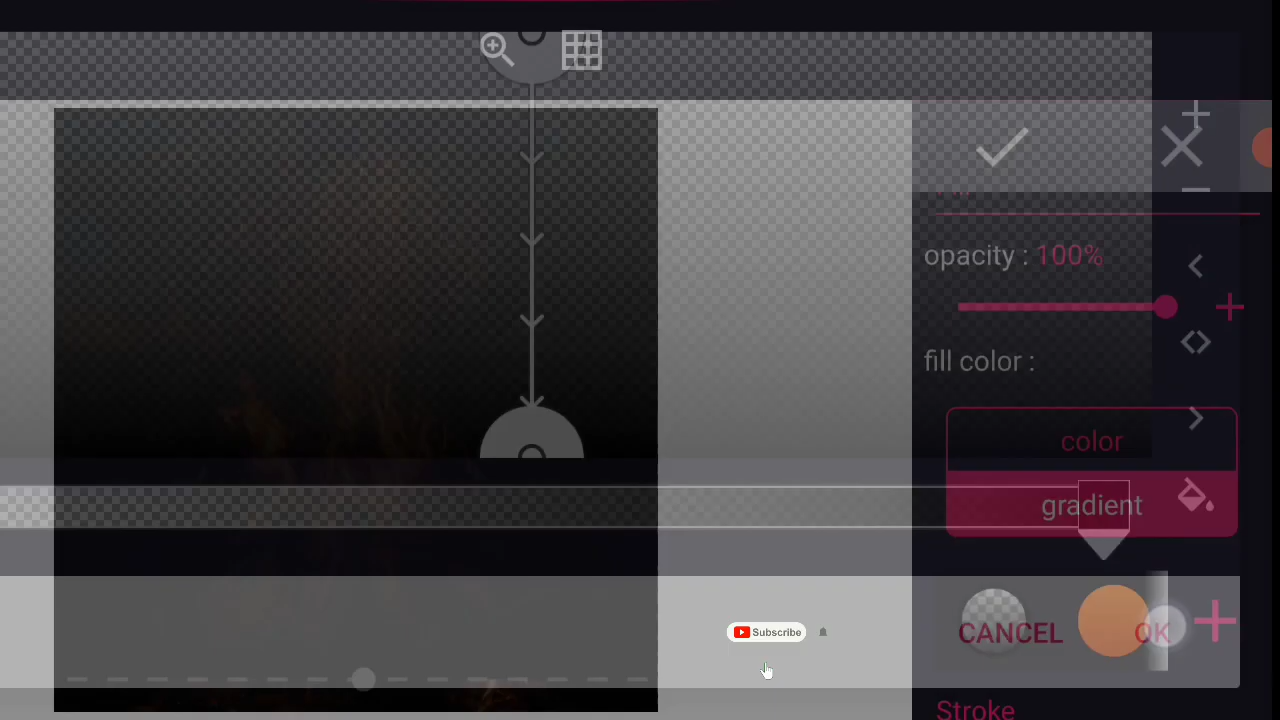 opacity : 100%
fill color :
color
gradient
CANCEL
OK
Subscribe
Stroke